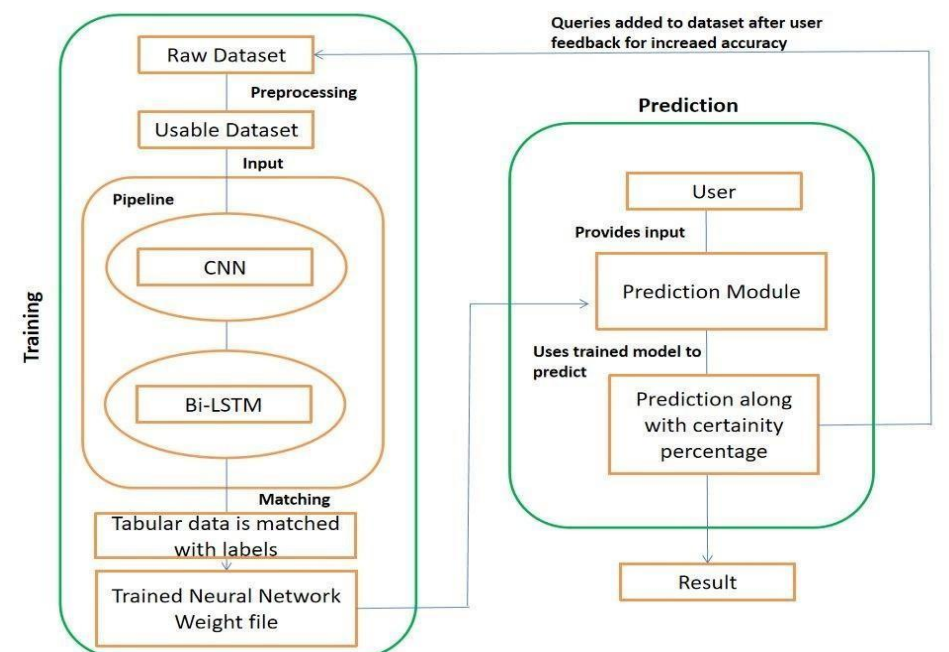 Queries added to dataset after user
feedback for increaed accuracy
Raw Dataset
Preprocessing
Usable Dataset
Input
Pipeline
CNN
Bi-LSTM
Matching
Tabular data is matched
with labels
Trained Neural Network
Weight file
Training
Prediction
User
Provides input
Prediction Module
Uses trained model to
predict
Prediction along
with certainity
percentage
Result